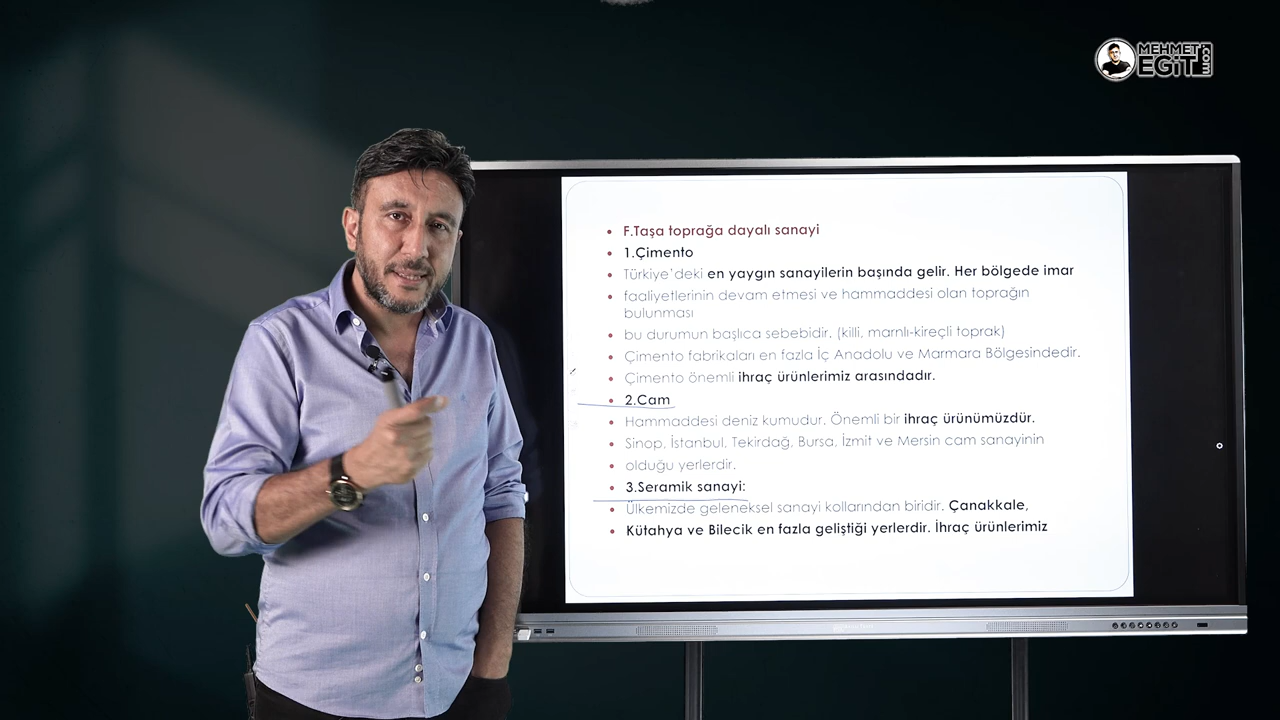 MEHMET
EGİT
.com
F.Taşa toprağa dayalı sanayi
1.Çimento
Türkiye'deki en yaygın sanayilerin başında gelir. Her bölgede imar
faaliyetlerinin devam etmesi ve hammaddesi olan toprağın
bulunması
bu durumun başlıca sebebidir. (killi, marnlı-kireçli toprak)
Çimento fabrikaları en fazla İç Anadolu ve Marmara Bölgesindedir.
Çimento önemli ihraç ürünlerimiz arasındadır.
2.Cam
Hammaddesi deniz kumudur. Önemli bir ihraç ürünümüzdür.
Sinop, İstanbul, Tekirdağ, Bursa, İzmit ve Mersin cam sanayinin
olduğu yerlerdir.
3.Seramik sanayi:
Ülkemizde geleneksel sanayi kollarından biridir. Çanakkale,
Kütahya ve Bilecik en fazla geliştiği yerlerdir. İhraç ürünlerimiz